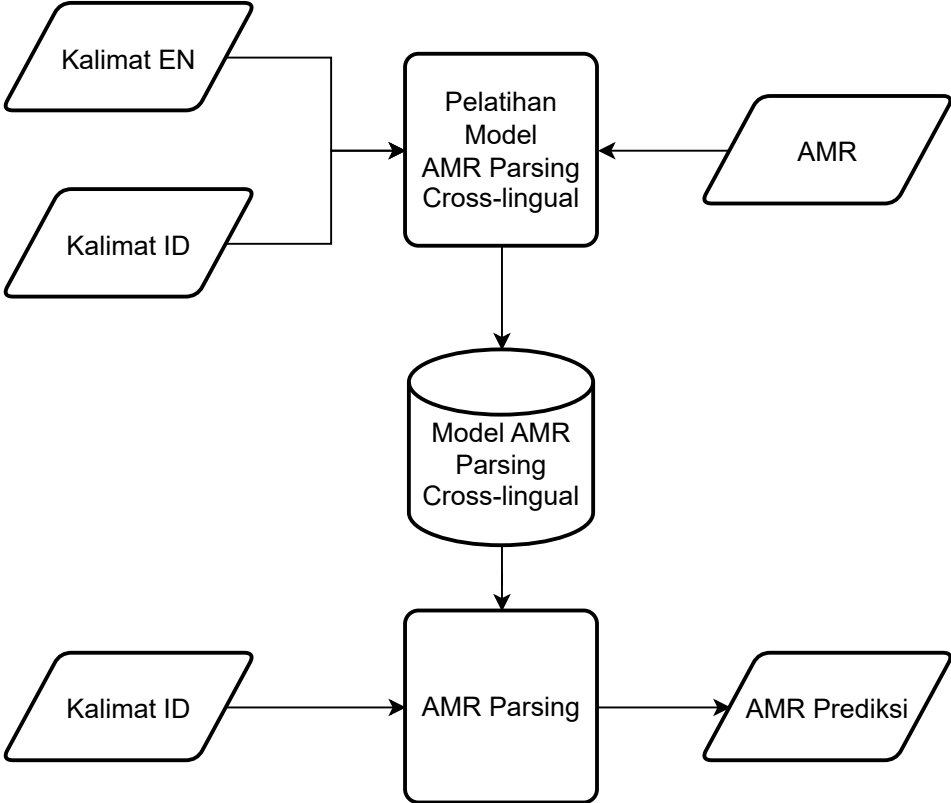 Kalimat EN
Pelatihan
Model
AMR Parsing
Cross-lingual
AMR
Kalimat ID
Model AMR
Parsing
Cross-lingual
Kalimat ID
AMR Parsing
AMR Prediksi